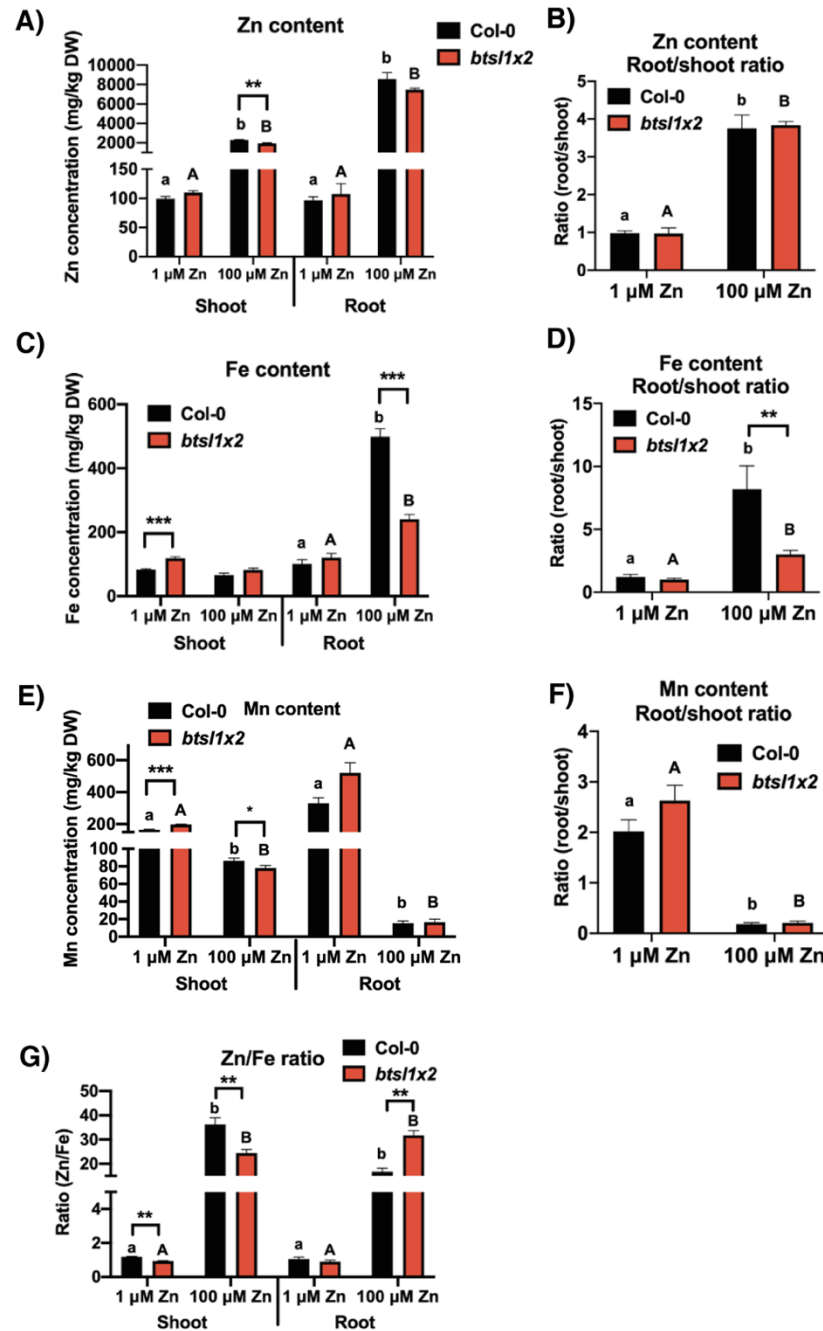 A)
Zn content
Col-0
btsl1x2
Zn concentration (mg/kg DW)
10000
8000
6000
4000
2000
150
100
50
0
a
A
**
b
B
a
A
b
B
1 µM Zn
100 µM Zn
1 µM Zn
100 µM Zn
Shoot
Root
B)
Zn content
Root/shoot ratio
Col-0
btsl1x2
Ratio (root/shoot)
5
4
3
2
1
0
a
A
b
B
1 µM Zn
100 µM Zn
C)
Fe content
Col-0
btsl1x2
Fe concentration (mg/kg DW)
600
400
200
0
***
a
A
***
b
B
1 µM Zn
100 µM Zn
1 µM Zn
100 µM Zn
Shoot
Root
D)
Fe content
Root/shoot ratio
Col-0
btsl1x2
Ratio (root/shoot)
15
10
5
0
a
A
**
b
B
1 µM Zn
100 µM Zn
E)
Mn content
Col-0
btsl1x2
Mn concentration (mg/kg DW)
600
400
200
100
80
60
40
20
0
***
a
A
*
b
B
a
A
b
B
1 µM Zn
100 µM Zn
1 µM Zn
100 µM Zn
Shoot
Root
F)
Mn content
Root/shoot ratio
Col-0
btsl1x2
Ratio (root/shoot)
4
3
2
1
0
a
A
b
B
1 µM Zn
100 µM Zn
G)
Zn/Fe ratio
Col-0
btsl1x2
Ratio (Zn/Fe)
50
40
30
20
4
2
0
**
a
A
**
b
B
a
A
**
b
B
1 µM Zn
100 µM Zn
1 µM Zn
100 µM Zn
Shoot
Root